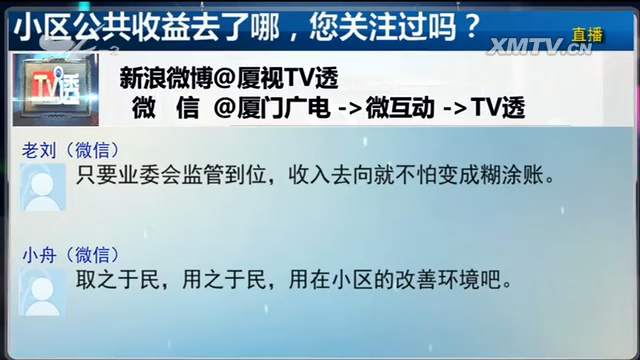 小区公共收益去了哪，您关注过吗？
直播
XMTV.CN
TV透
新浪微博@厦视TV透
微 信 @厦门广电 ->微互动 ->TV透
老刘（微信）
只要业委会监管到位，收入去向就不怕变成糊涂账。
小舟（微信）
取之于民，用之于民，用在小区的改善环境吧。